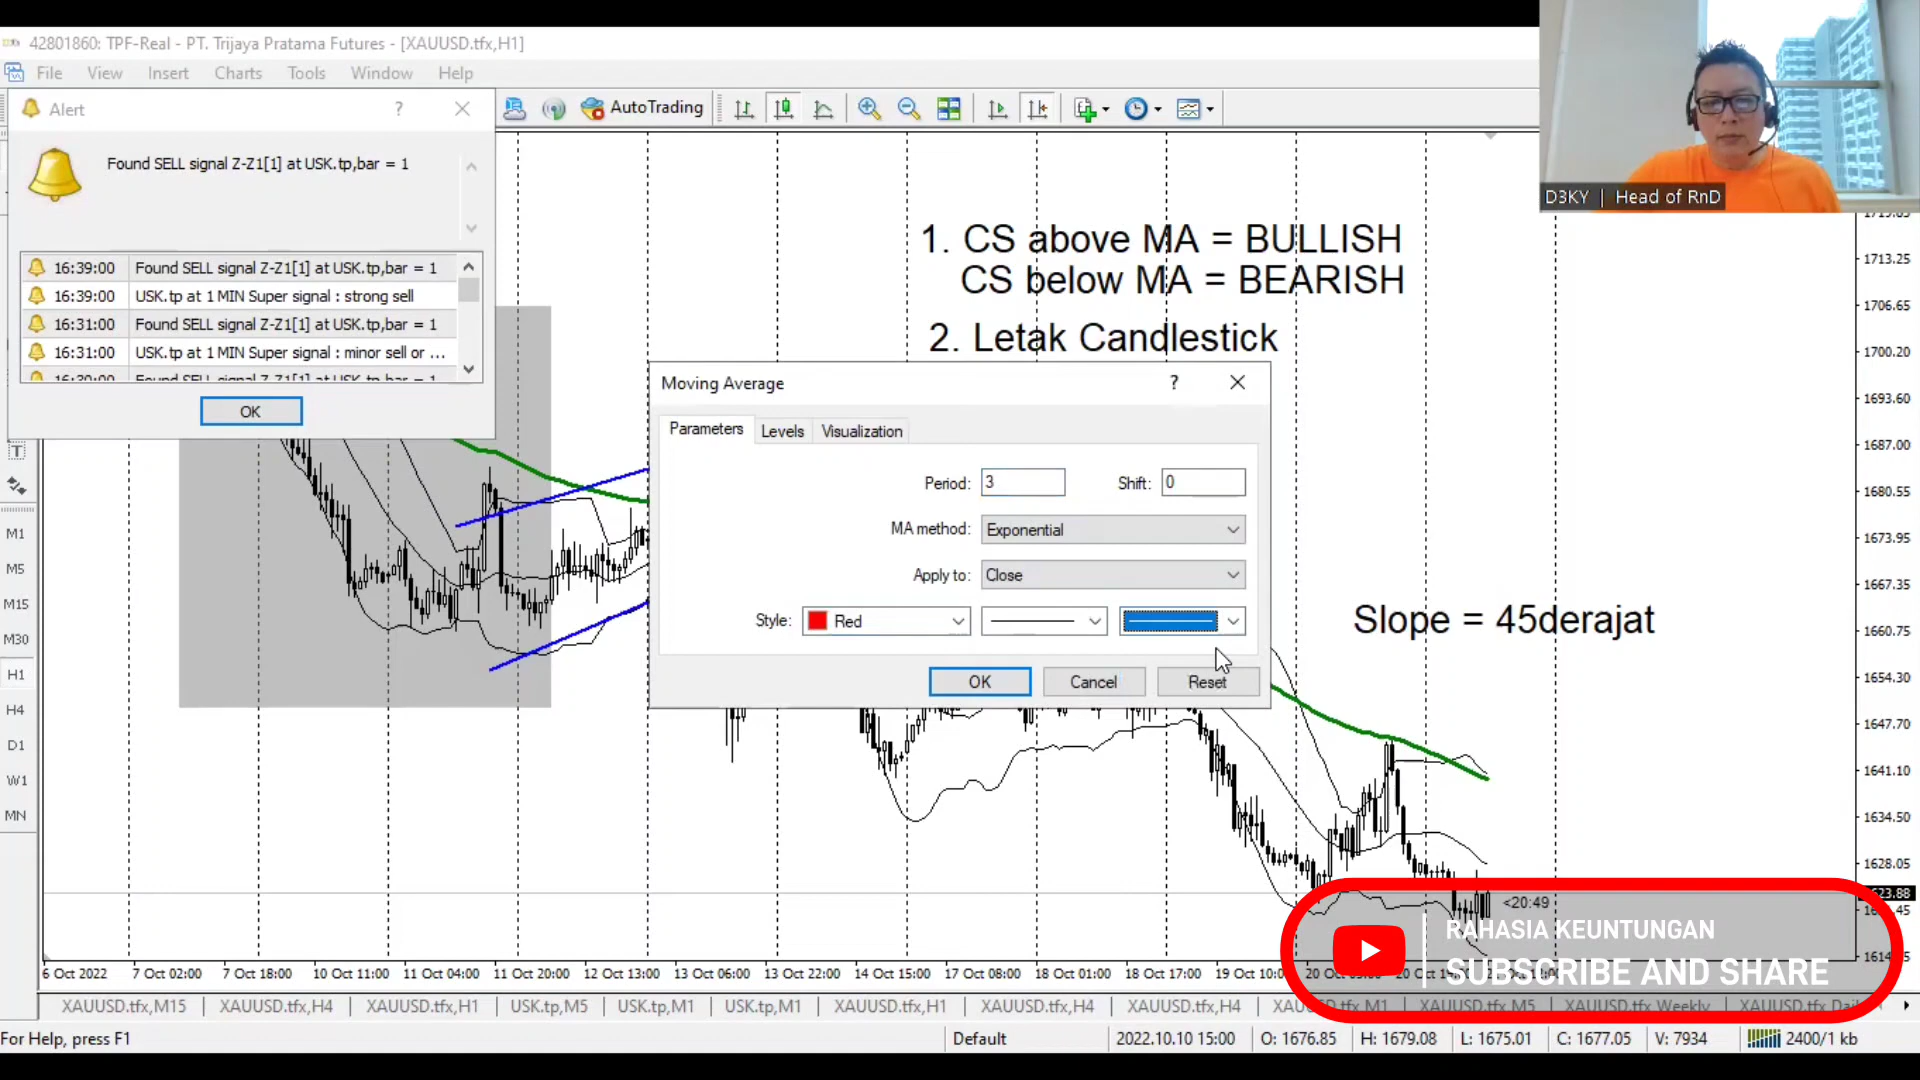 42801860: TPF-Real - PT. Trijaya Pratama Futures - [XAUUSD.tfx,H1]
File View Insert Charts Tools Window Help
Alert ?
AutoTrading
Found SELL signal Z-Z1[1] at USK.tp,bar = 1
16:39:00 Found SELL signal Z-Z1[1] at USK.tp,bar = 1
16:39:00 USK.tp at 1 MIN Super signal : strong sell
16:31:00 Found SELL signal Z-Z1[1] at USK.tp,bar = 1
16:31:00 USK.tp at 1 MIN Super signal : minor sell or ...
OK
D3KY | Head of RnD
1. CS above MA = BULLISH
CS below MA = BEARISH
2. Letak Candlestick
Moving Average ?
Parameters Levels Visualization
Period: 3 Shift: 0
MA method: Exponential
Apply to: Close
Style: Red
OK Cancel Reset
Slope = 45derajat
T
M1
M5
M15
M30
H1
H4
D1
W1
MN
1713.25
1706.65
1700.20
1693.60
1687.00
1680.55
1673.95
1667.35
1660.75
1654.30
1647.70
1641.10
1634.50
1628.05
<20:49
RAHASIA KEUNTUNGAN
SUBSCRIBE AND SHARE
6 Oct 2022 7 Oct 02:00 7 Oct 18:00 10 Oct 11:00 11 Oct 04:00 11 Oct 20:00 12 Oct 13:00 13 Oct 06:00 13 Oct 22:00 14 Oct 15:00 17 Oct 08:00 18 Oct 01:00 18 Oct 17:00 19 Oct
XAUUSD.tfx,M15 XAUUSD.tfx,H4 XAUUSD.tfx,H1 USK.tp,M5 USK.tp,M1 USK.tp,M1 XAUUSD.tfx,H1 XAUUSD.tfx,H4 XAUUSD.tfx,H4 XAUUSD.tfx,M1 XAUUSD.tfx,M5 XAUUSD.tfx,Weekly
For Help, press F1 Default 2022.10.10 15:00 O: 1676.85 H: 1679.08 L: 1675.01 C: 1677.05 V: 7934 2400/1 kb